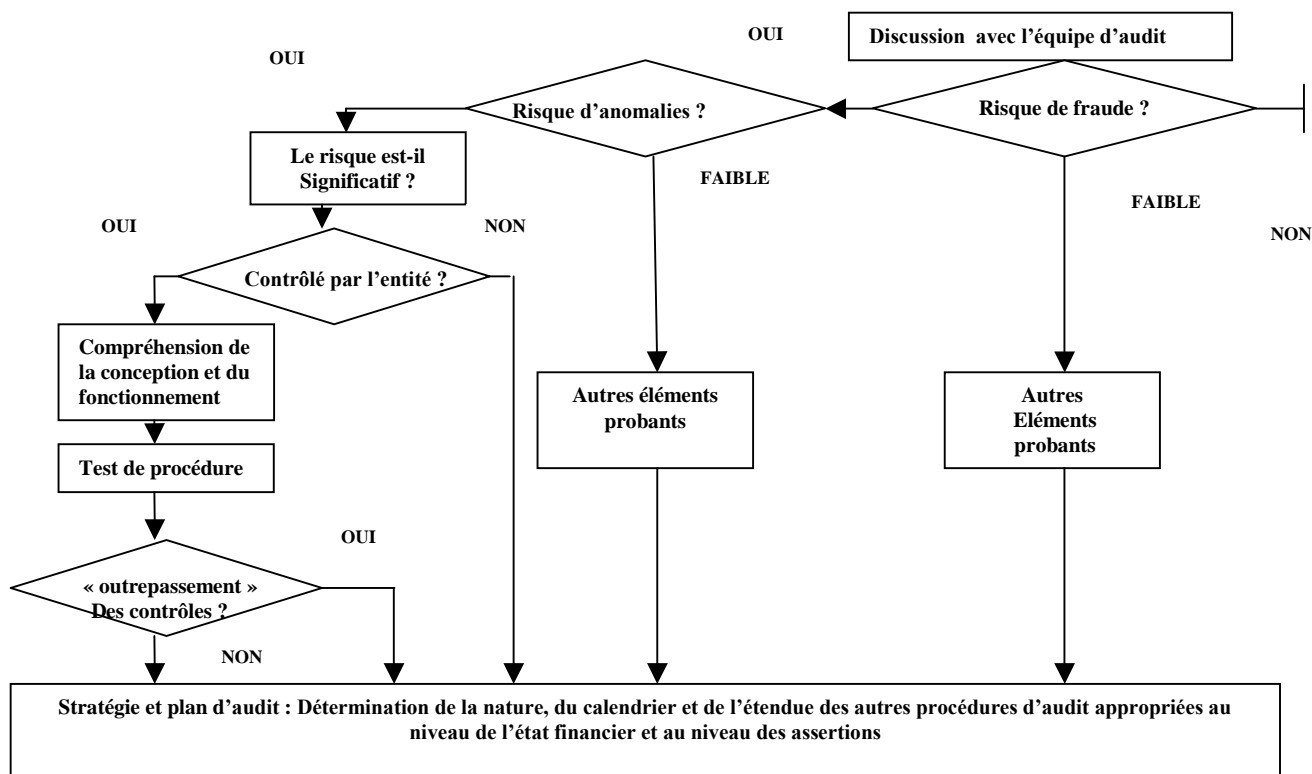 Discussion avec l'équipe d'audit
OUI
OUI
Risque d'anomalies ?
Risque de fraude ?
Le risque est-il
Significatif ?
FAIBLE
FAIBLE
OUI
NON
NON
Contrôlé par l'entité ?
Compréhension de
la conception et du
fonctionnement
Autres éléments
probants
Autres
Eléments
probants
Test de procédure
OUI
« outrepassement »
Des contrôles ?
NON
Stratégie et plan d'audit : Détermination de la nature, du calendrier et de l'étendue des autres procédures d'audit appropriées au
niveau de l'état financier et au niveau des assertions